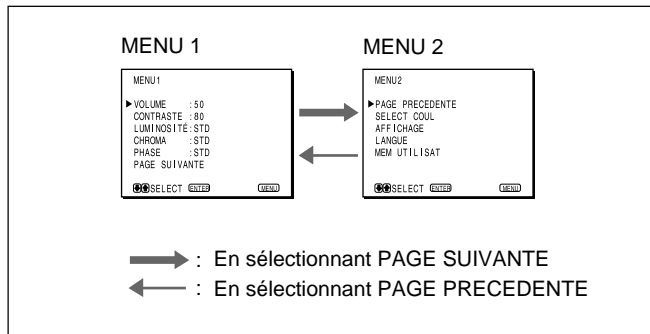 MENU 1
MENU1
▶VOLUME :50
CONTRASTE :80
LUMINOSITÉ:STD
CHROMA :STD
PHASE :STD
PAGE SUIVANTE
SELECT ENTER MENU
MENU 2
MENU2
▶PAGE PRECEDENTE
SELECT COUL
AFFICHAGE
LANGUE
MEM UTILISAT
SELECT ENTER MENU
: En sélectionnant PAGE SUIVANTE
: En sélectionnant PAGE PRECEDENTE